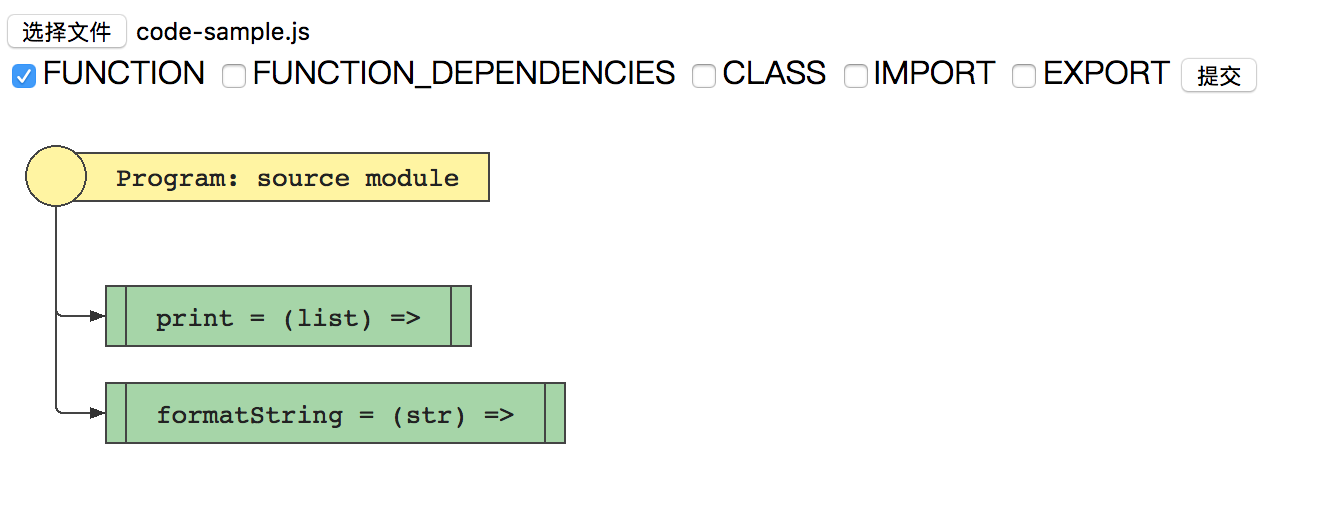 选择文件 code-sample.js
FUNCTION FUNCTION_DEPENDENCIES CLASS IMPORT EXPORT 提交
Program: source module
print = (list) =>
formatString = (str) =>